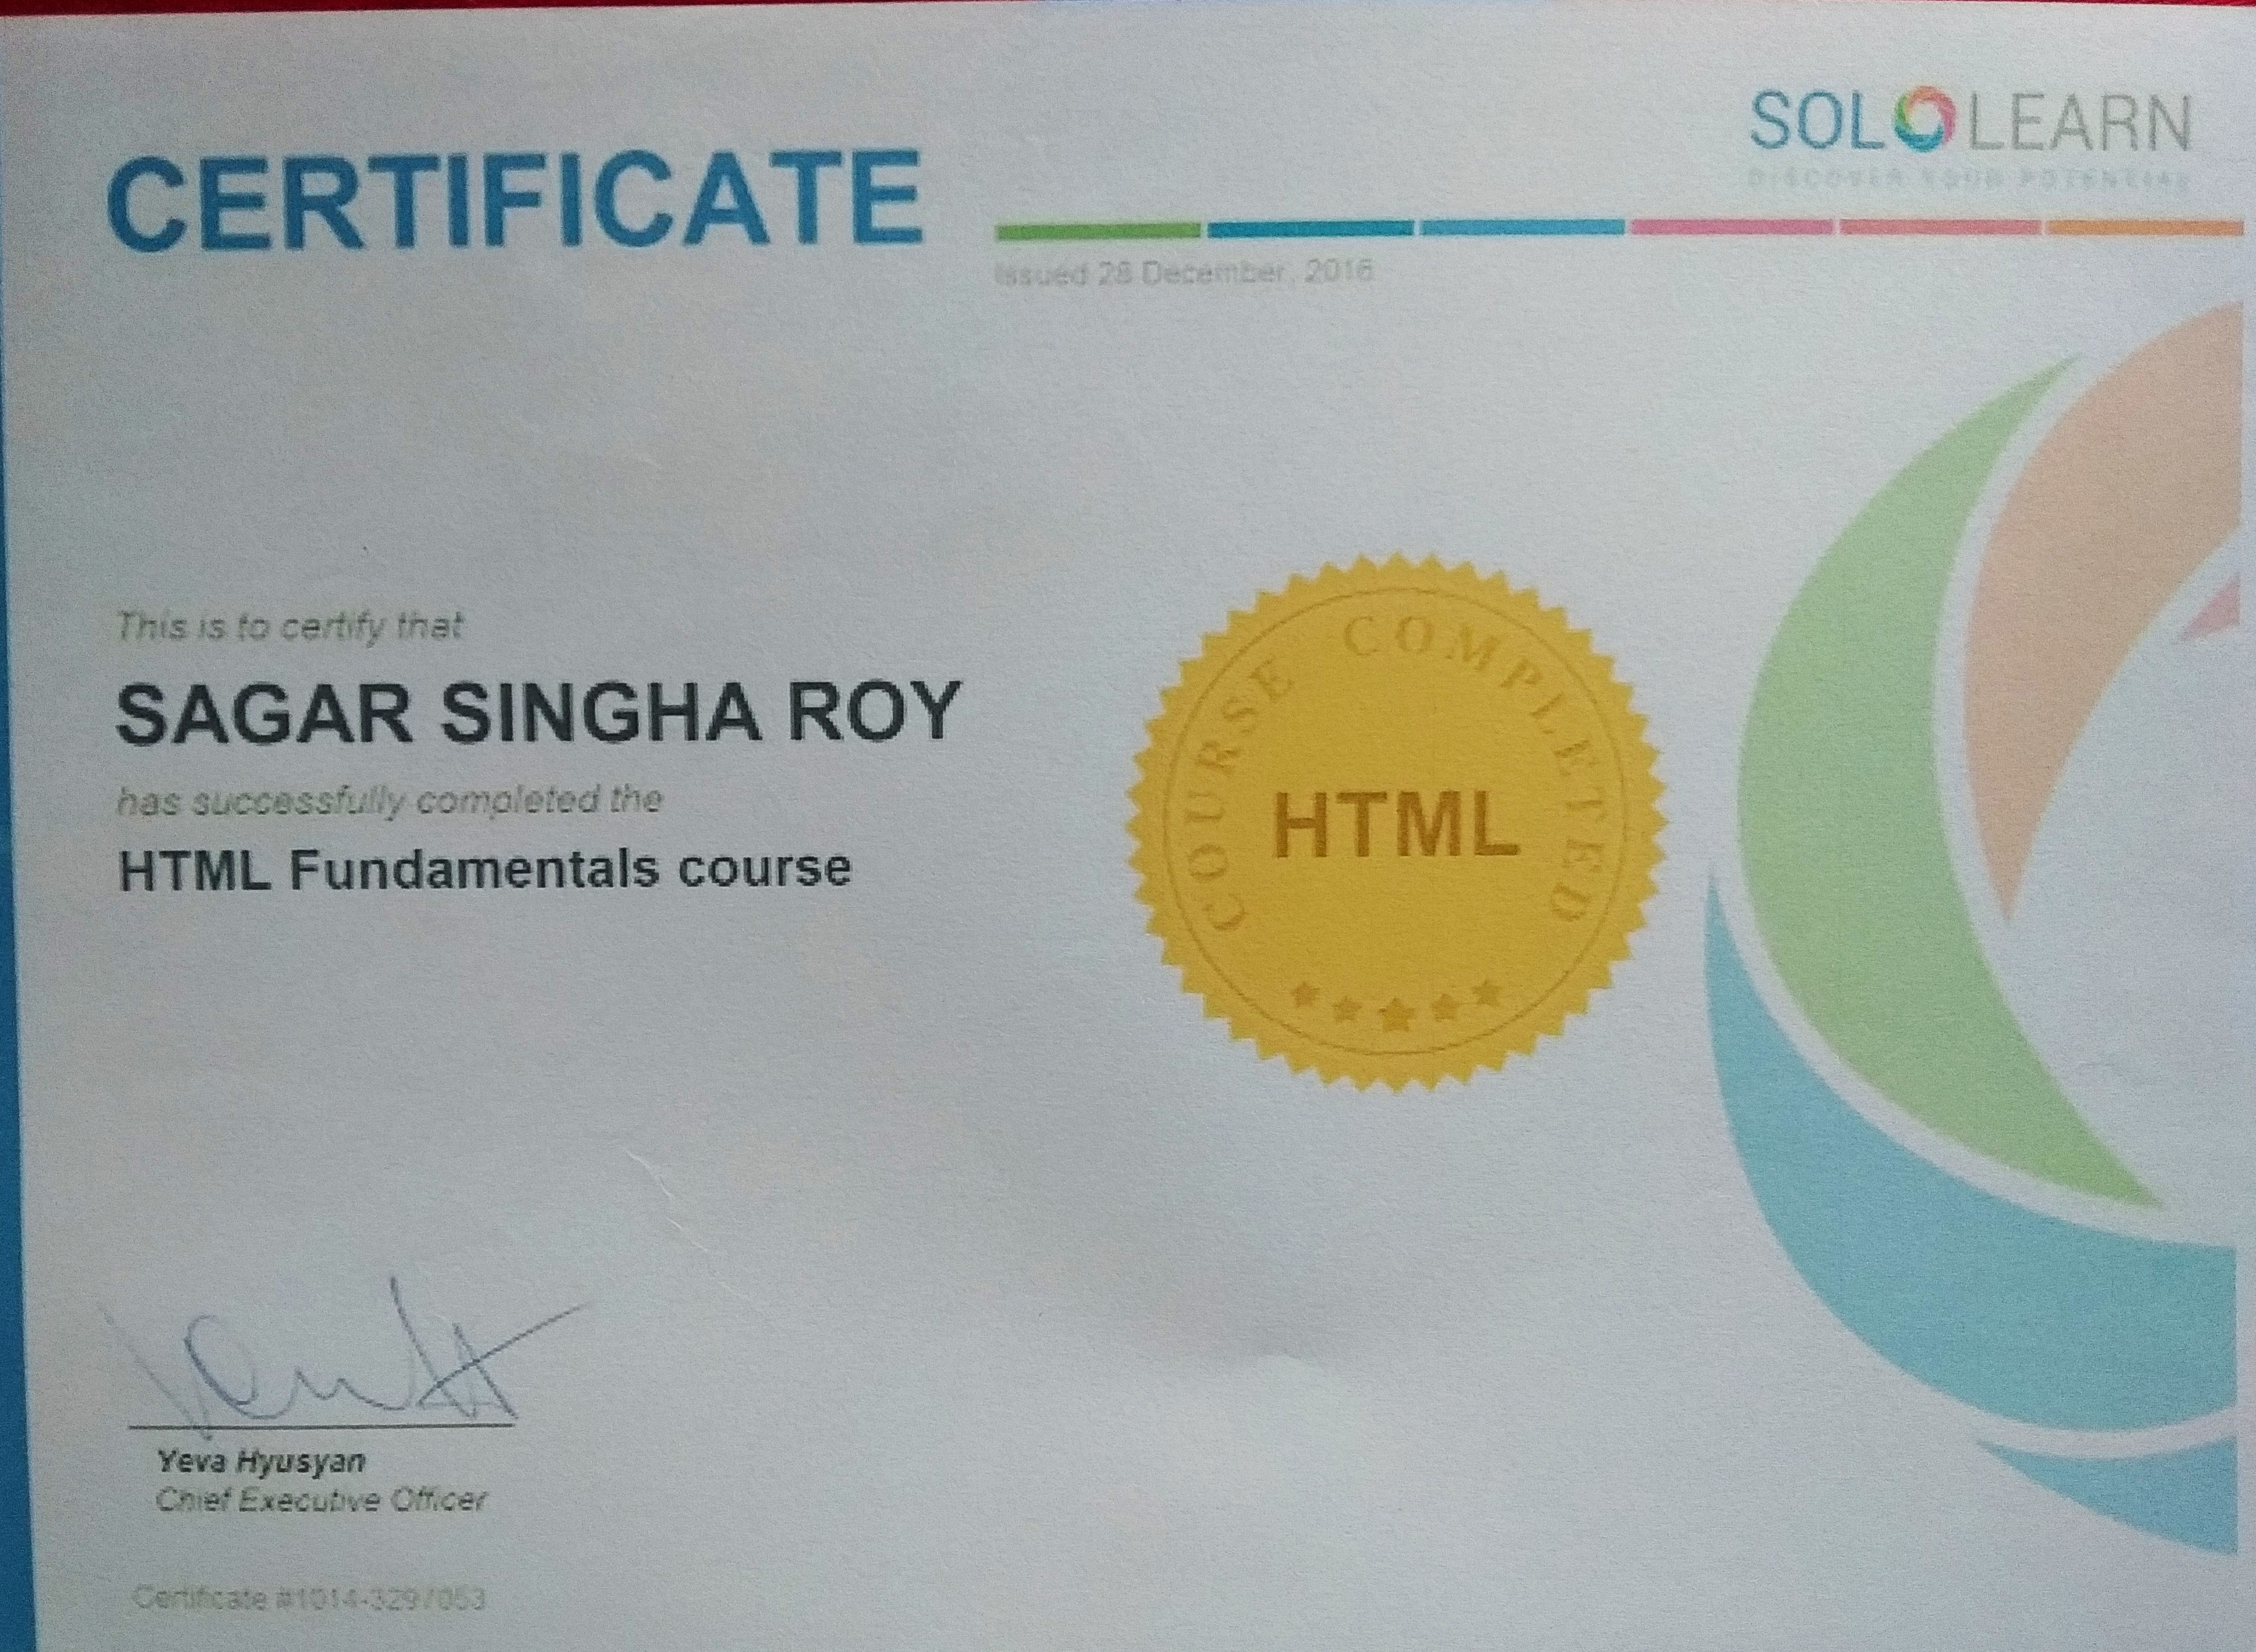 CERTIFICATE
SOLOLEARN
DISCOVER YOUR POTENTIAL
Issued 28 December, 2016
This is to certify that
SAGAR SINGHA ROY
has successfully completed the
HTML Fundamentals course
COURSE COMPLETED
HTML
Yeva Hyusyan
Chief Executive Officer
Certificate #1014-3297053